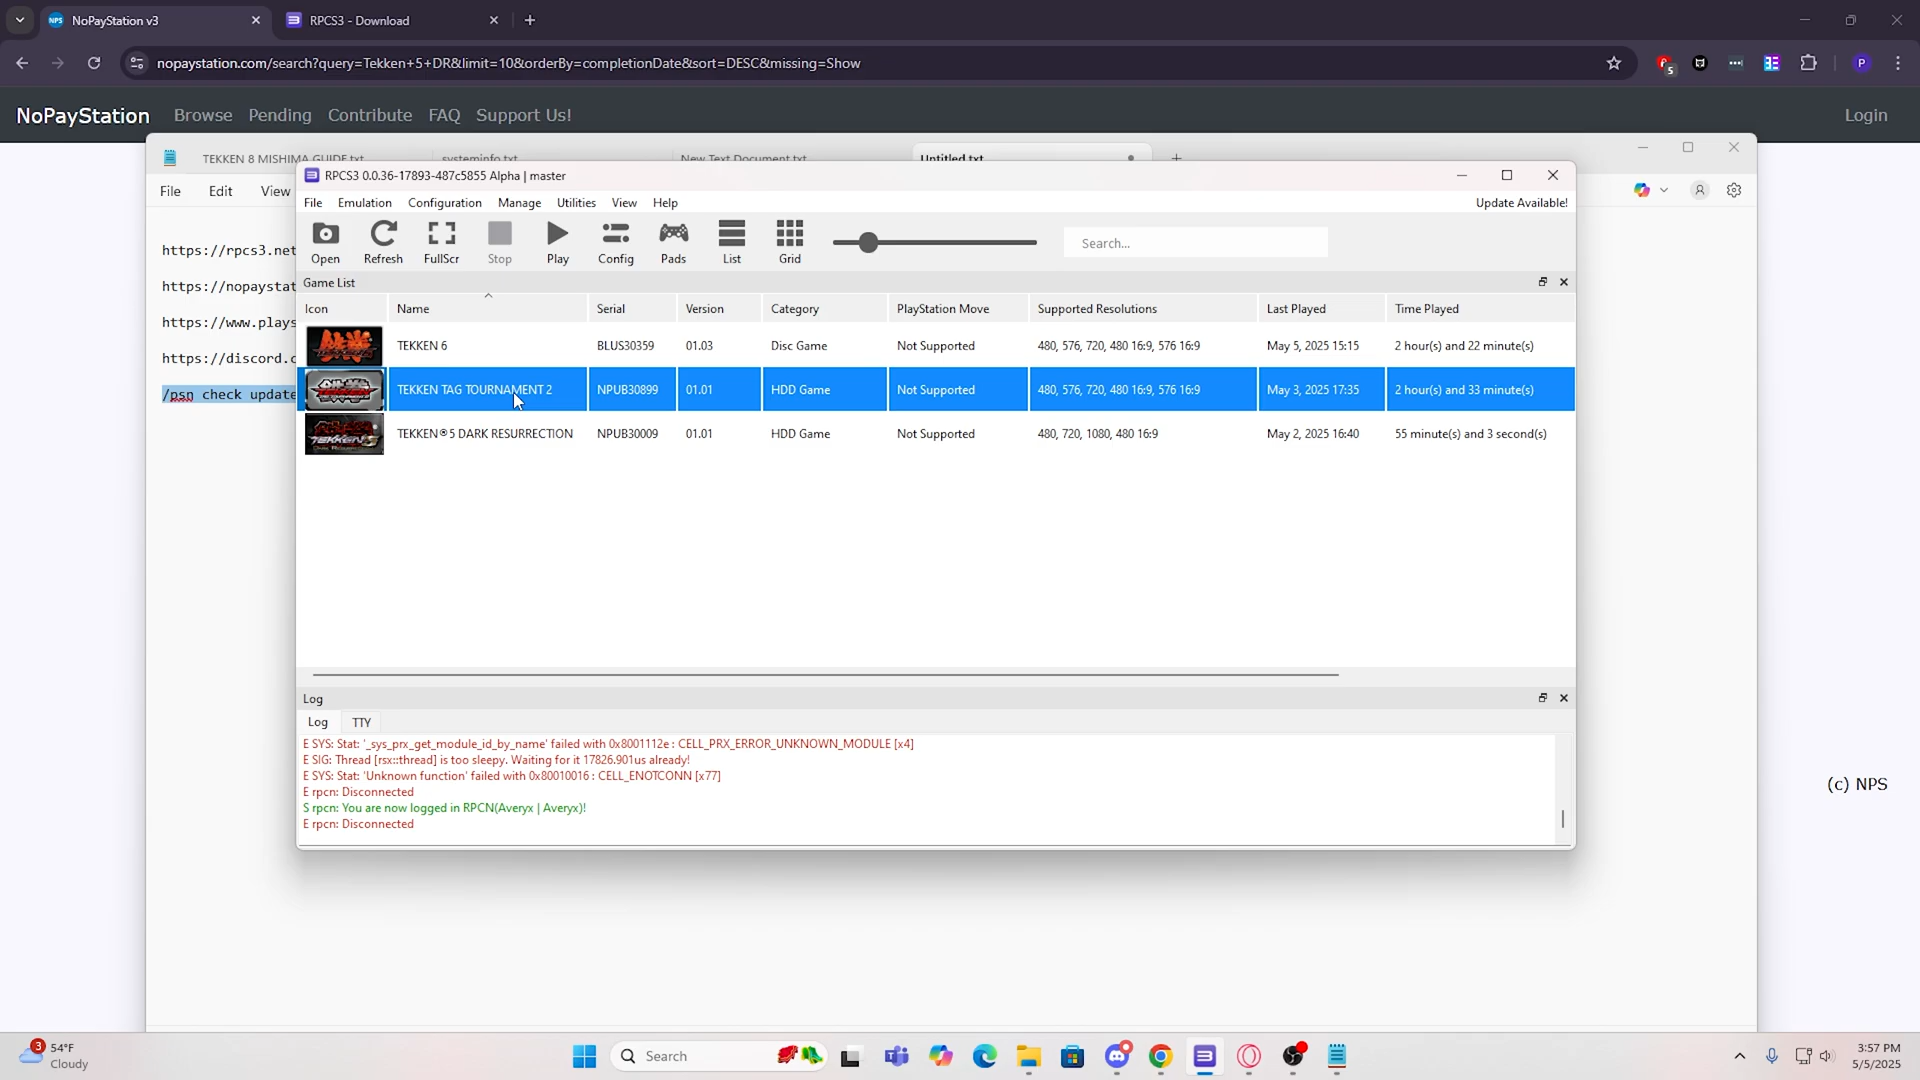 NoPayStation v3
RPCS3 - Download
nopaystation.com/search?query=Tekken+5+DR&limit=10&orderBy=completionDate&sort=DESC&missing=Show
NoPayStation Browse Pending Contribute FAQ Support Us! Login
TEKKEN 8 MISHIMA GUIDE.txt systeminfo.txt New Text Document.txt Untitled.txt
File Edit View
https://rpcs3.net
https://nopaystat
https://www.plays
https://discord.c
/psn check update
RPCS3 0.0.36-17893-487c5855 Alpha | master
File Emulation Configuration Manage Utilities View Help Update Available!
Open Refresh FullScr Stop Play Config Pads List Grid Search...
Game List
Icon Name Serial Version Category PlayStation Move Supported Resolutions Last Played Time Played
TEKKEN 6 BLUS30359 01.03 Disc Game Not Supported 480, 576, 720, 480 16:9, 576 16:9 May 5, 2025 15:15 2 hour(s) and 22 minute(s)
TEKKEN TAG TOURNAMENT 2 NPUB30899 01.01 HDD Game Not Supported 480, 576, 720, 480 16:9, 576 16:9 May 3, 2025 17:35 2 hour(s) and 33 minute(s)
TEKKEN® 5 DARK RESURRECTION NPUB30009 01.01 HDD Game Not Supported 480, 720, 1080, 480 16:9 May 2, 2025 16:40 55 minute(s) and 3 second(s)
Log
Log TTY
E SYS: Stat: '_sys_prx_get_module_id_by_name' failed with 0x8001112e : CELL_PRX_ERROR_UNKNOWN_MODULE [x4]
E SIG: Thread [rsx::thread] is too sleepy. Waiting for it 17826.901us already!
E SYS: Stat: 'Unknown function' failed with 0x80010016 : CELL_ENOTCONN [x77]
E rpcn: Disconnected
S rpcn: You are now logged in RPCN(Averyx | Averyx)!
E rpcn: Disconnected
(c) NPS
3 54°F
Cloudy
Search
3:57 PM
5/5/2025